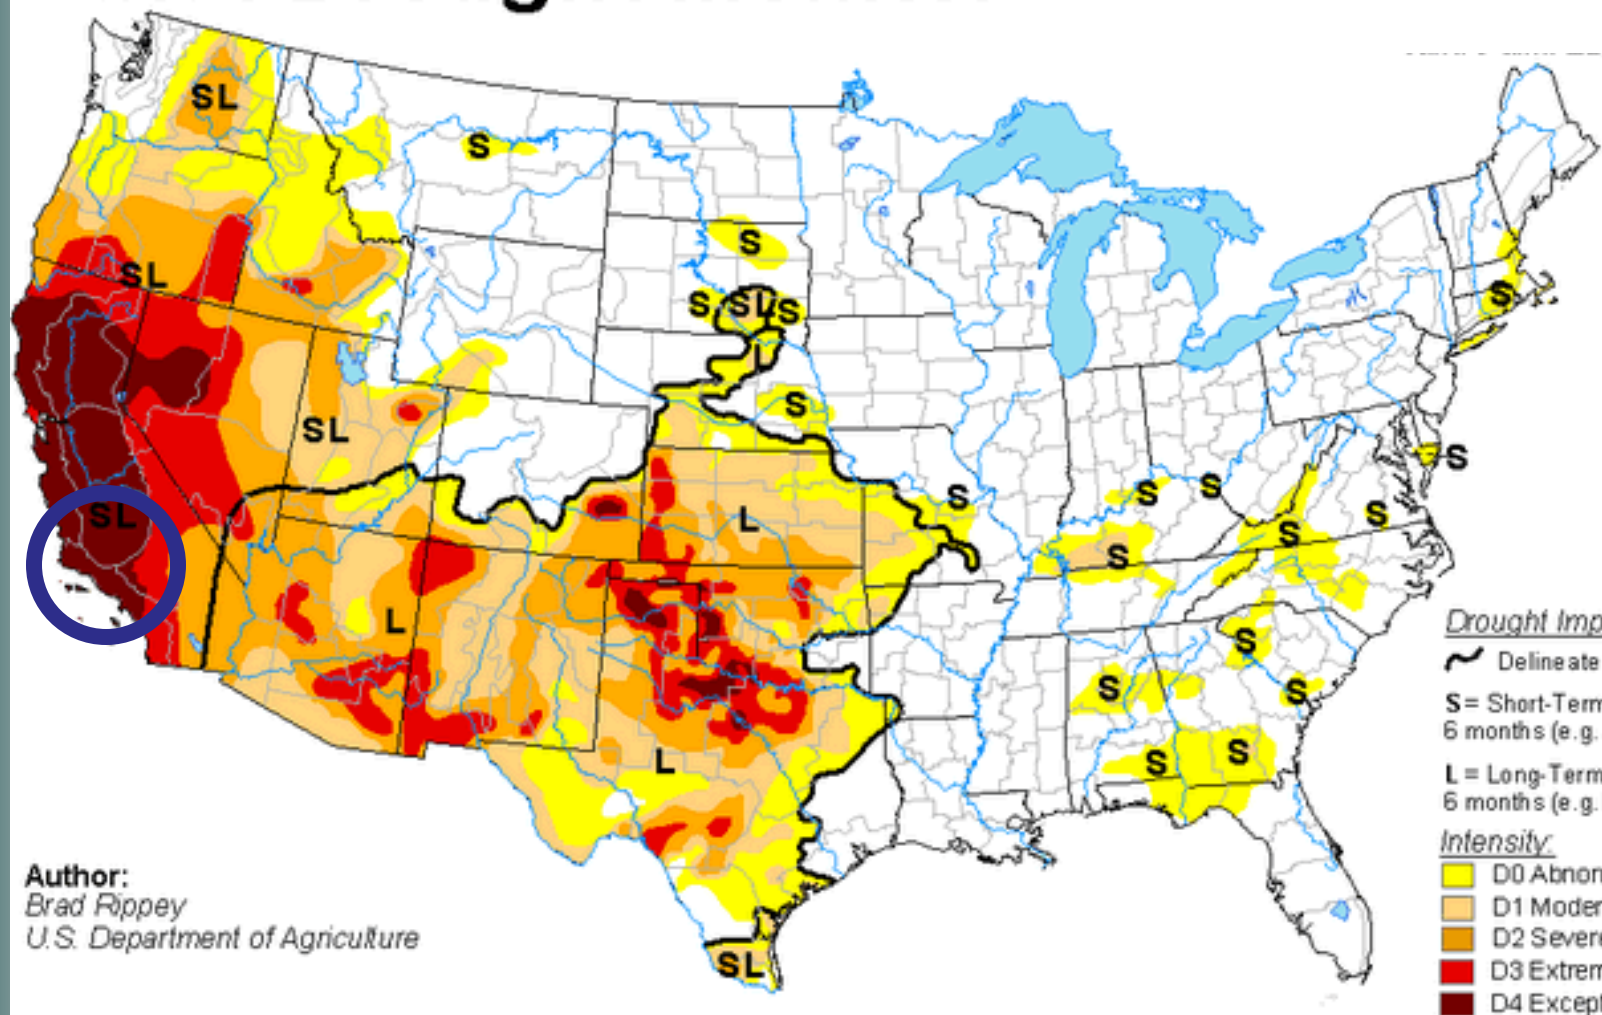 SL
S
S
SL
S
SL
S
S
S
SL
S
S
S
S
SL
L
S
S
S
L
S
S
S
S
L
SL
Drought Imp
Delineate
S = Short-Term
6 months (e.g.
L = Long-Term
6 months (e.g.
Intensity:
D0 Abnor
D1 Moder
D2 Severe
D3 Extrem
D4 Except
Author:
Brad Rippey
U.S. Department of Agriculture